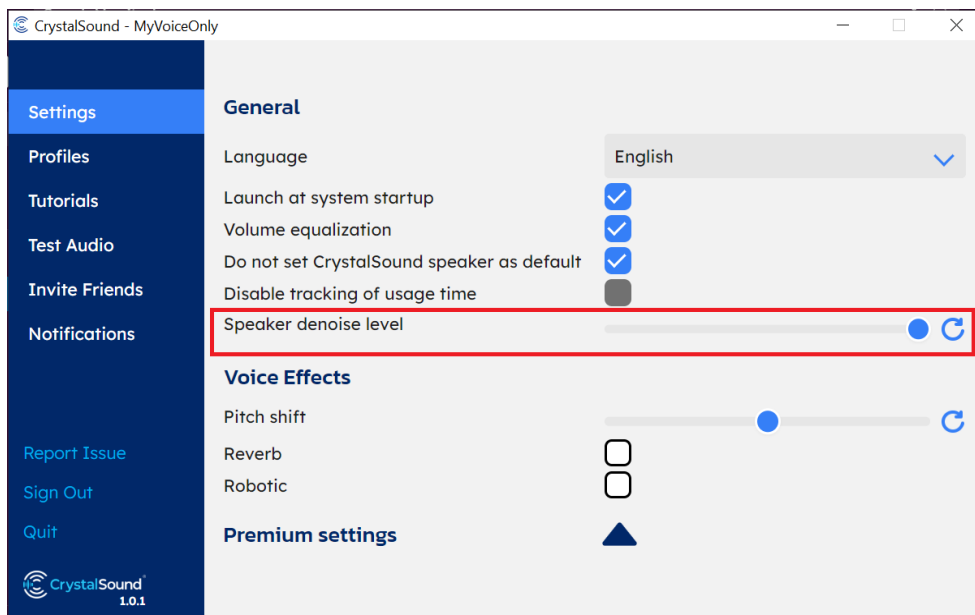 CrystalSound - MyVoiceOnly
Settings
Profiles
Tutorials
Test Audio
Invite Friends
Notifications
Report Issue
Sign Out
Quit
CrystalSound
1.0.1
General
Language English
Launch at system startup
Volume equalization
Do not set CrystalSound speaker as default
Disable tracking of usage time
Speaker denoise level
Voice Effects
Pitch shift
Reverb
Robotic
Premium settings